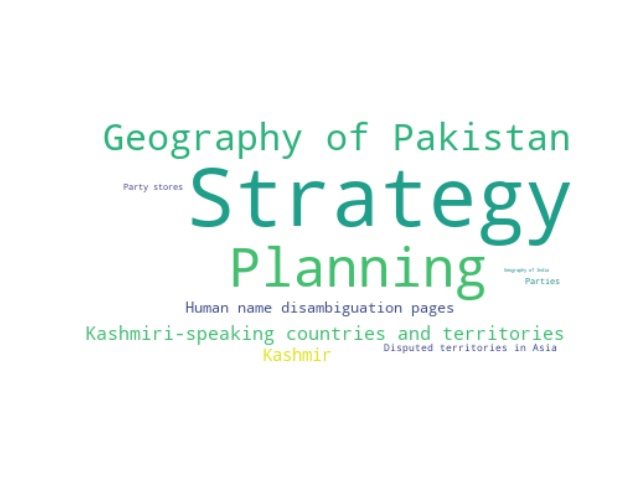 Geography of Pakistan
Party stores
Strategy
Planning
Geography of India
Parties
Human name disambiguation pages
Kashmiri-speaking countries and territories
Disputed territories in Asia
Kashmir